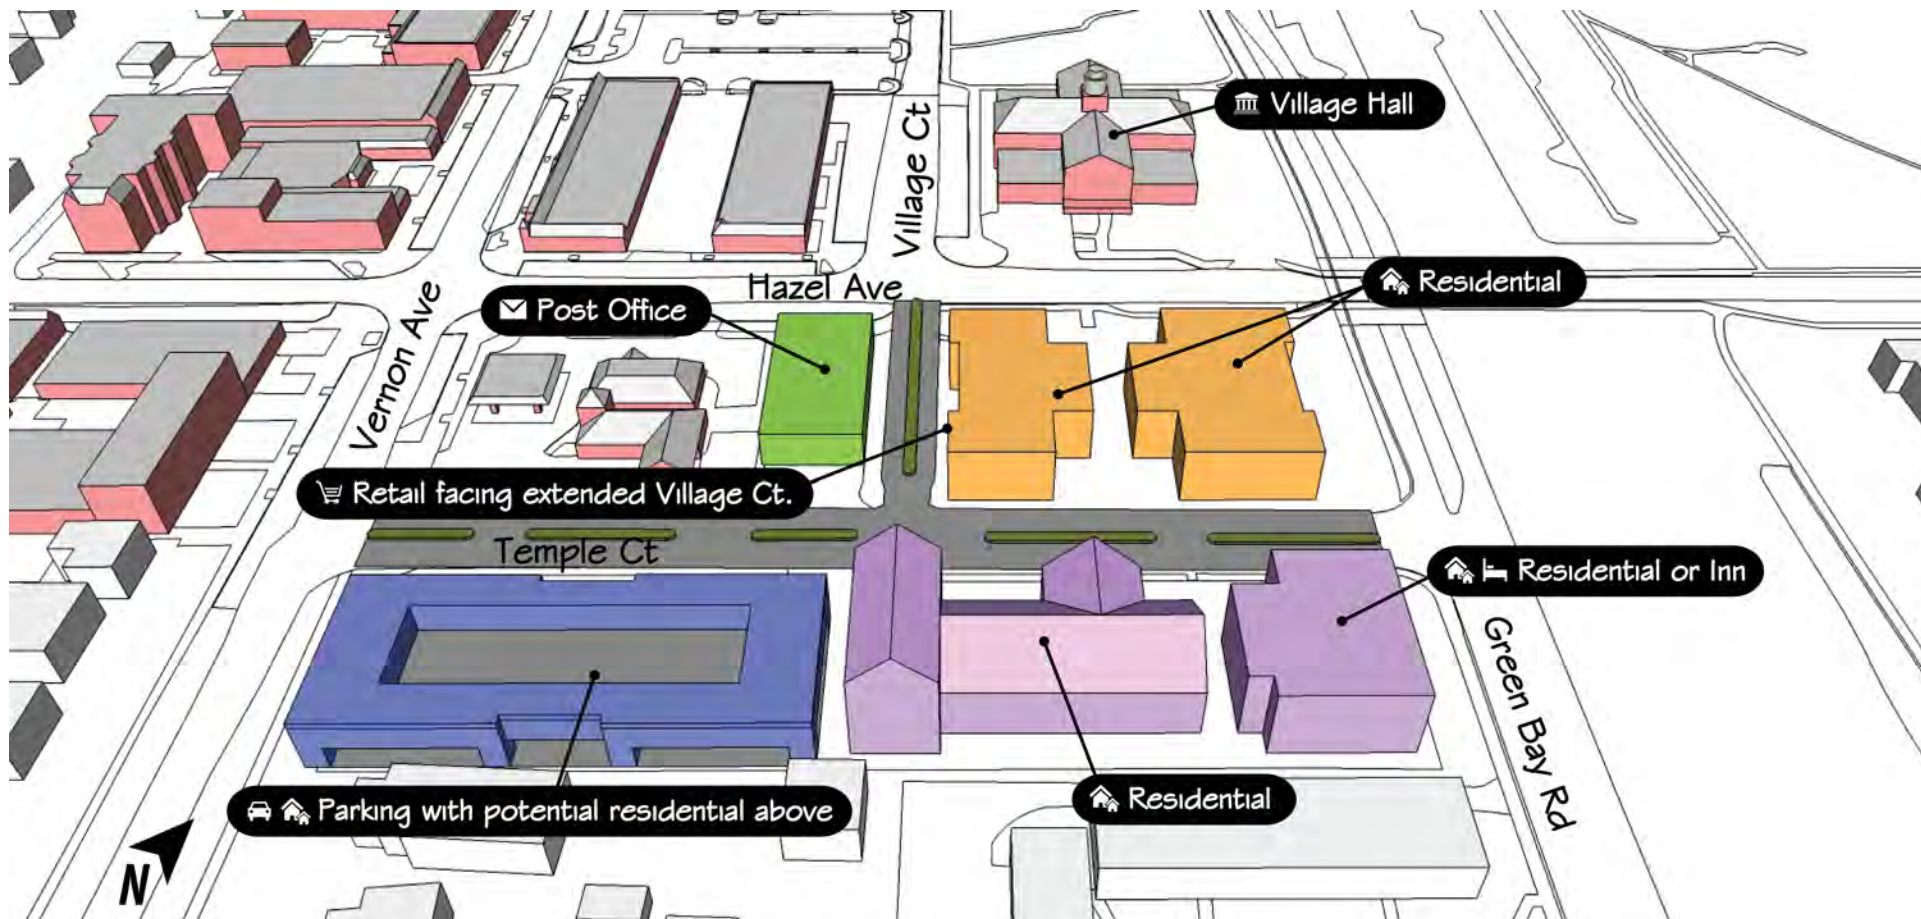 Village Hall
Village Ct
Residential
Hazel Ave
Post Office
Vernon Ave
Retail facing extended Village Ct.
Temple Ct
Residential or Inn
Green Bay Rd
Residential
Parking with potential residential above
N